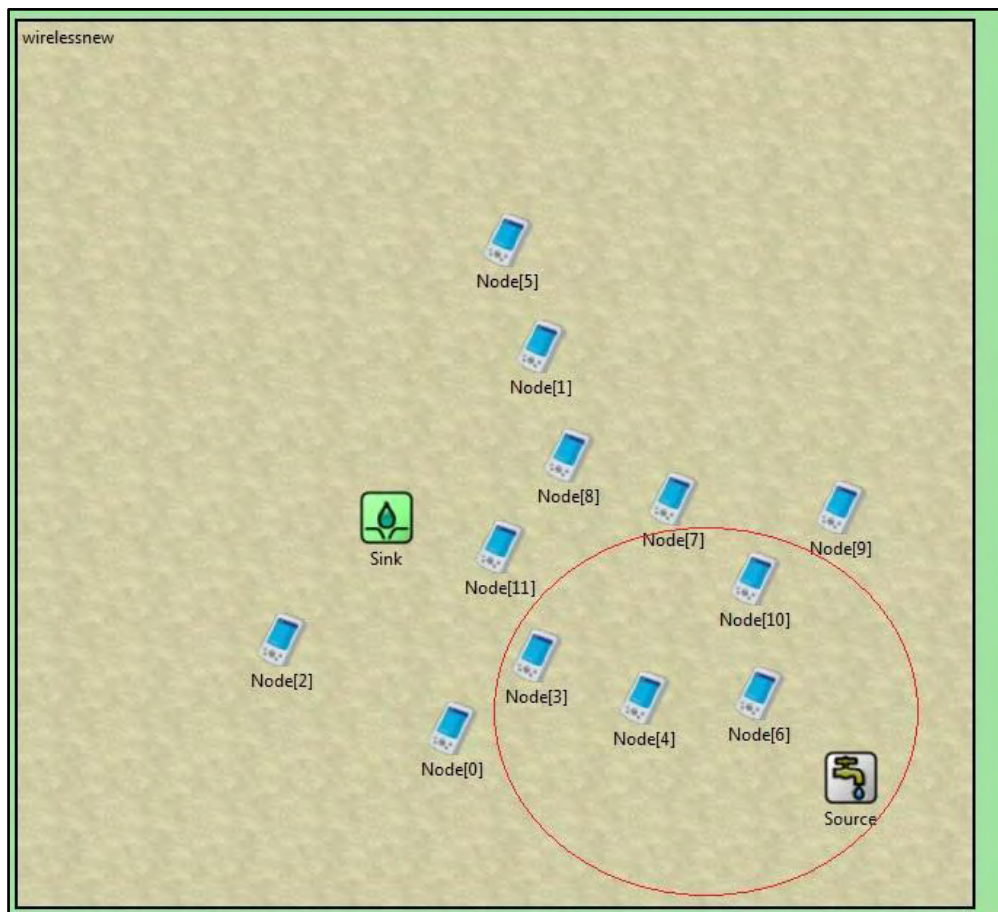 wirelessnew
Node[5]
Node[1]
Node[8]
Node[7]
Node[9]
Sink
Node[11]
Node[10]
Node[2]
Node[3]
Node[4]
Node[6]
Node[0]
Source